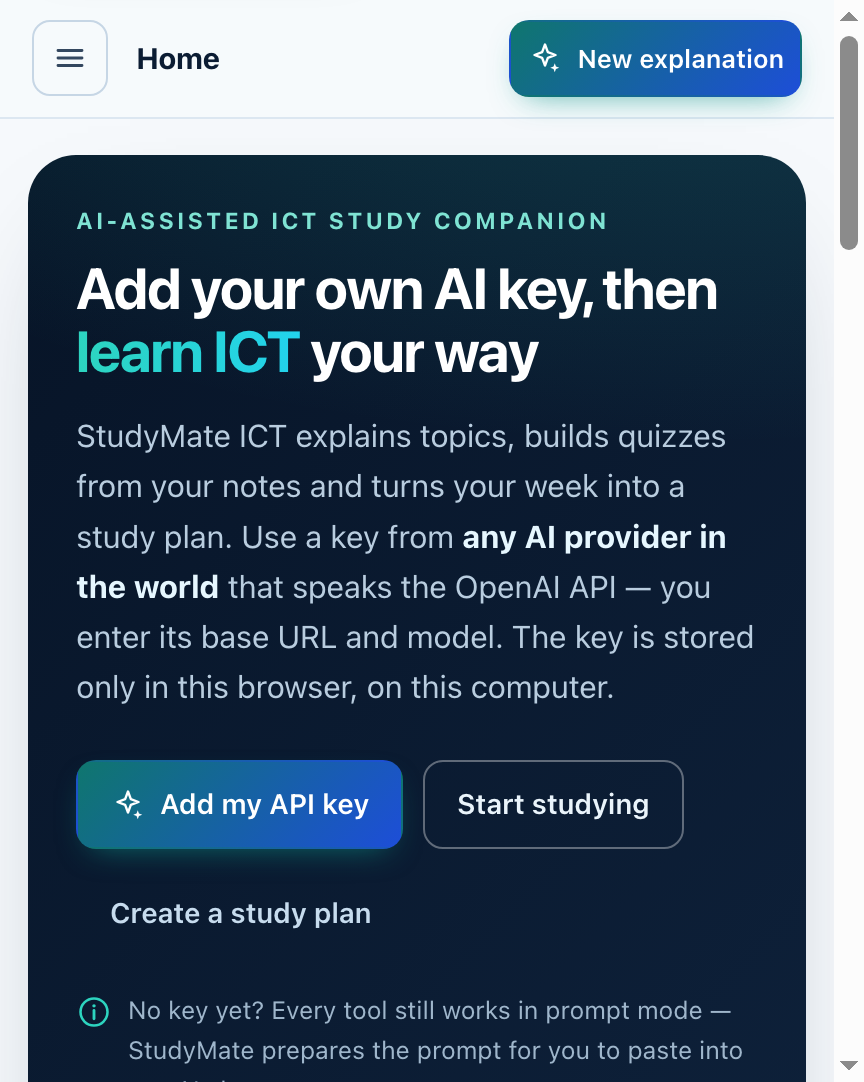 Home
New explanation
AI-ASSISTED ICT STUDY COMPANION
Add your own AI key, then
learn ICT your way
StudyMate ICT explains topics, builds quizzes
from your notes and turns your week into a
study plan. Use a key from any AI provider in
the world that speaks the OpenAI API — you
enter its base URL and model. The key is stored
only in this browser, on this computer.
Add my API key
Start studying
Create a study plan
No key yet? Every tool still works in prompt mode —
StudyMate prepares the prompt for you to paste into